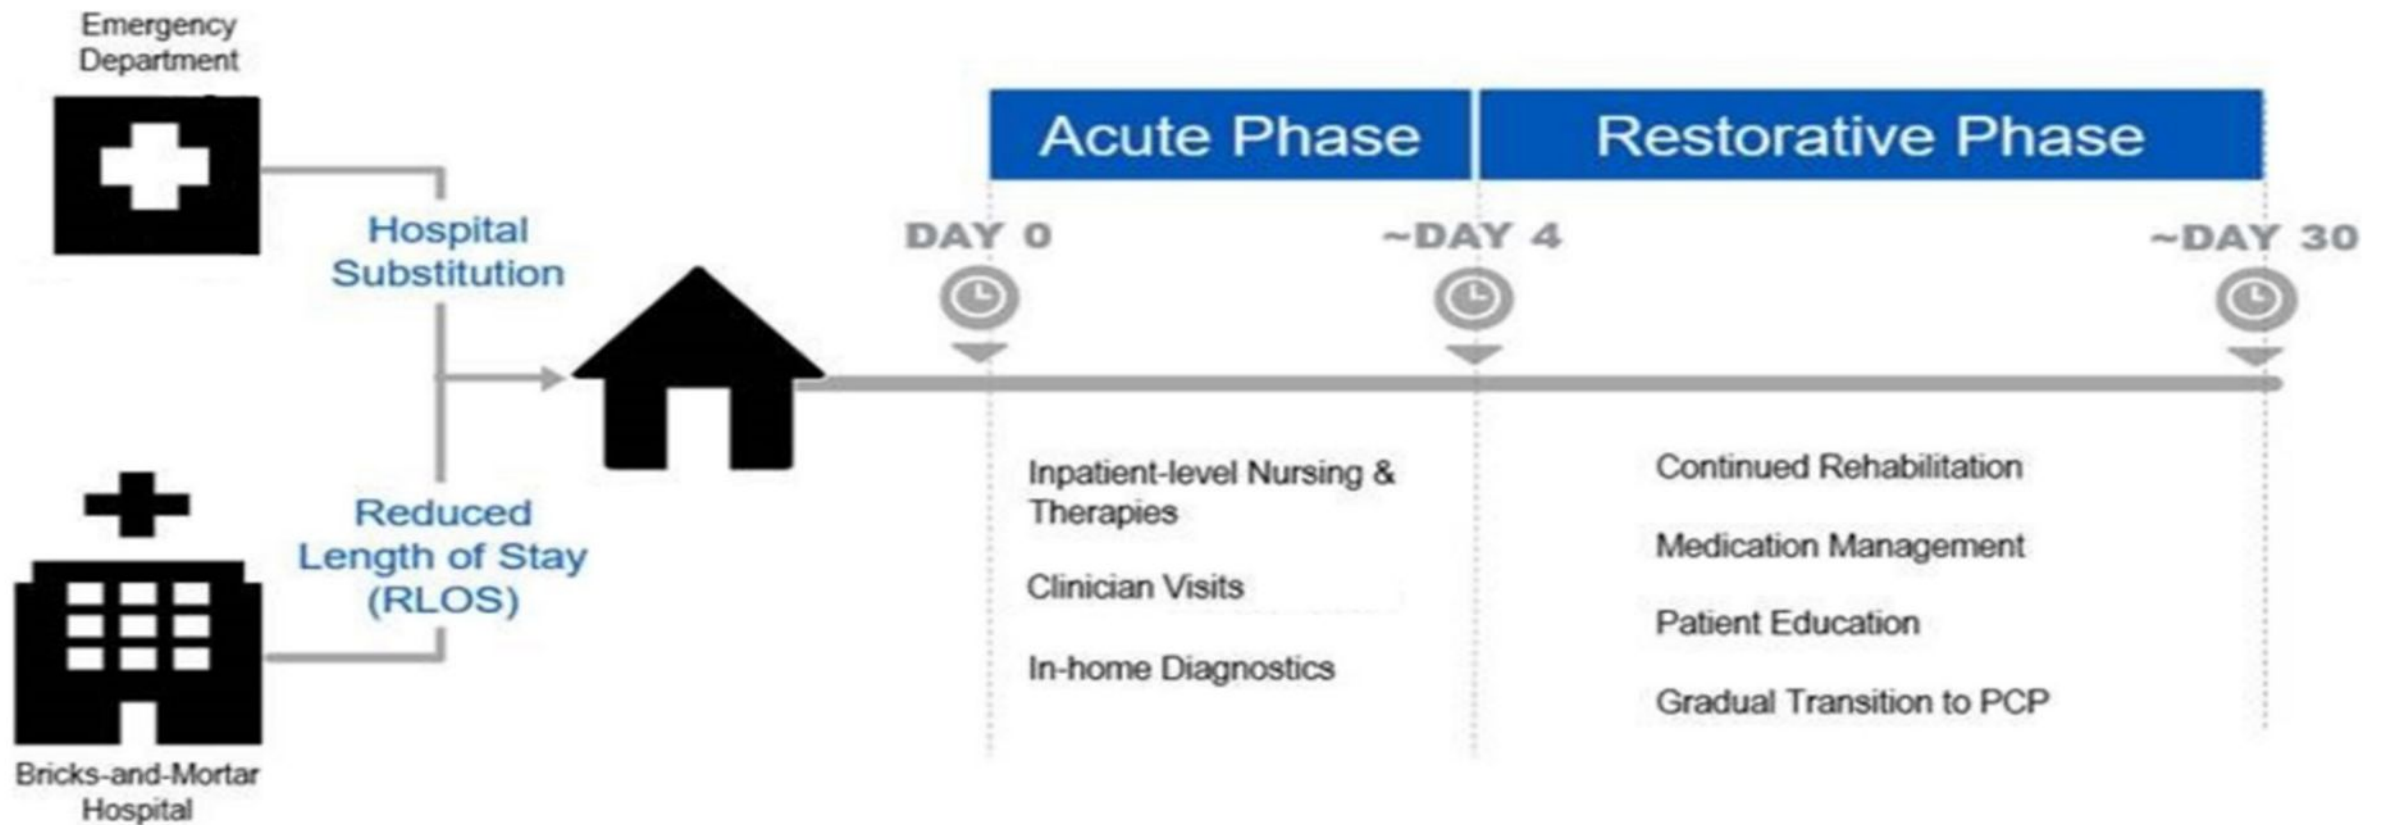 Emergency
Department
Hospital
Substitution
Reduced
Length of Stay
(RLOS)
Bricks-and-Mortar
Hospital
Acute Phase
Restorative Phase
DAY 0
~DAY 4
~DAY 30
Inpatient-level Nursing &
Therapies
Clinician Visits
In-home Diagnostics
Continued Rehabilitation
Medication Management
Patient Education
Gradual Transition to PCP